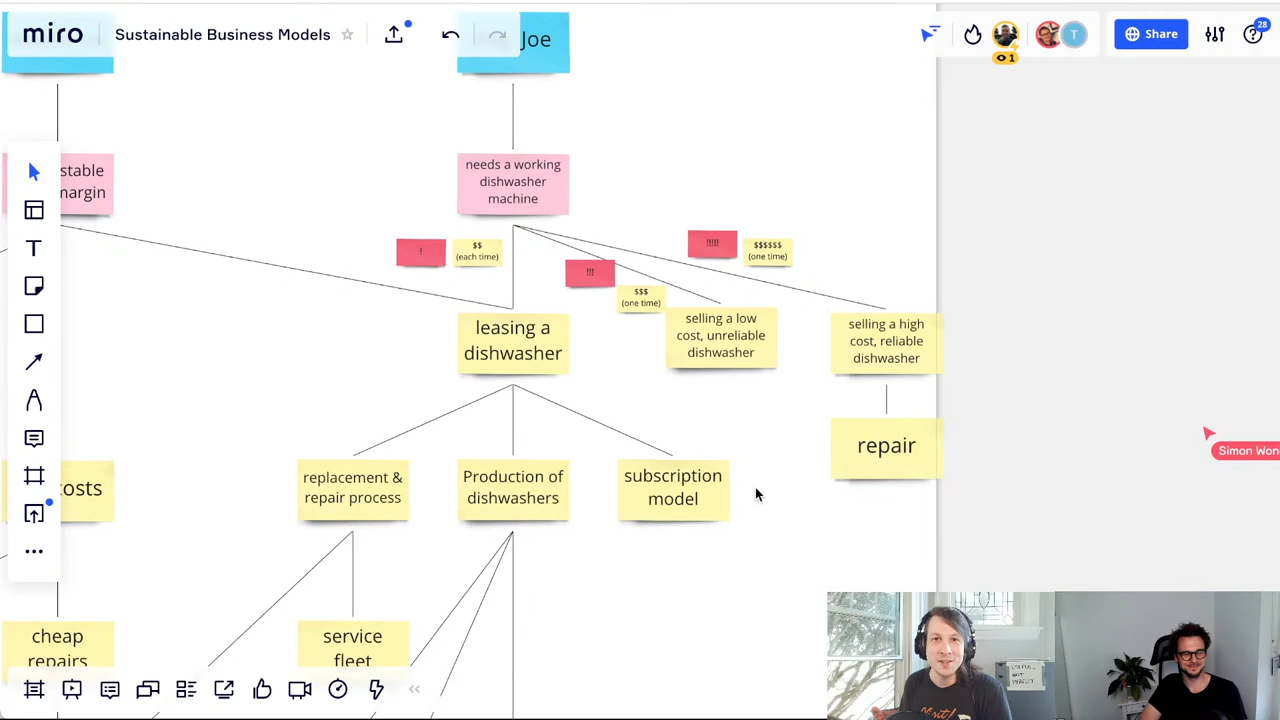 miro
Sustainable Business Models
Joe
1
T
Share
28
stable
margin
needs a working
dishwasher
machine
!
$$
(each time)
!!!
$$$
(one time)
!!!!!
$$$$$$
(one time)
leasing a
dishwasher
selling a low
cost, unreliable
dishwasher
selling a high
cost, reliable
dishwasher
repair
Simon Won
costs
replacement &
repair process
Production of
dishwashers
subscription
model
cheap
repairs
service
fleet